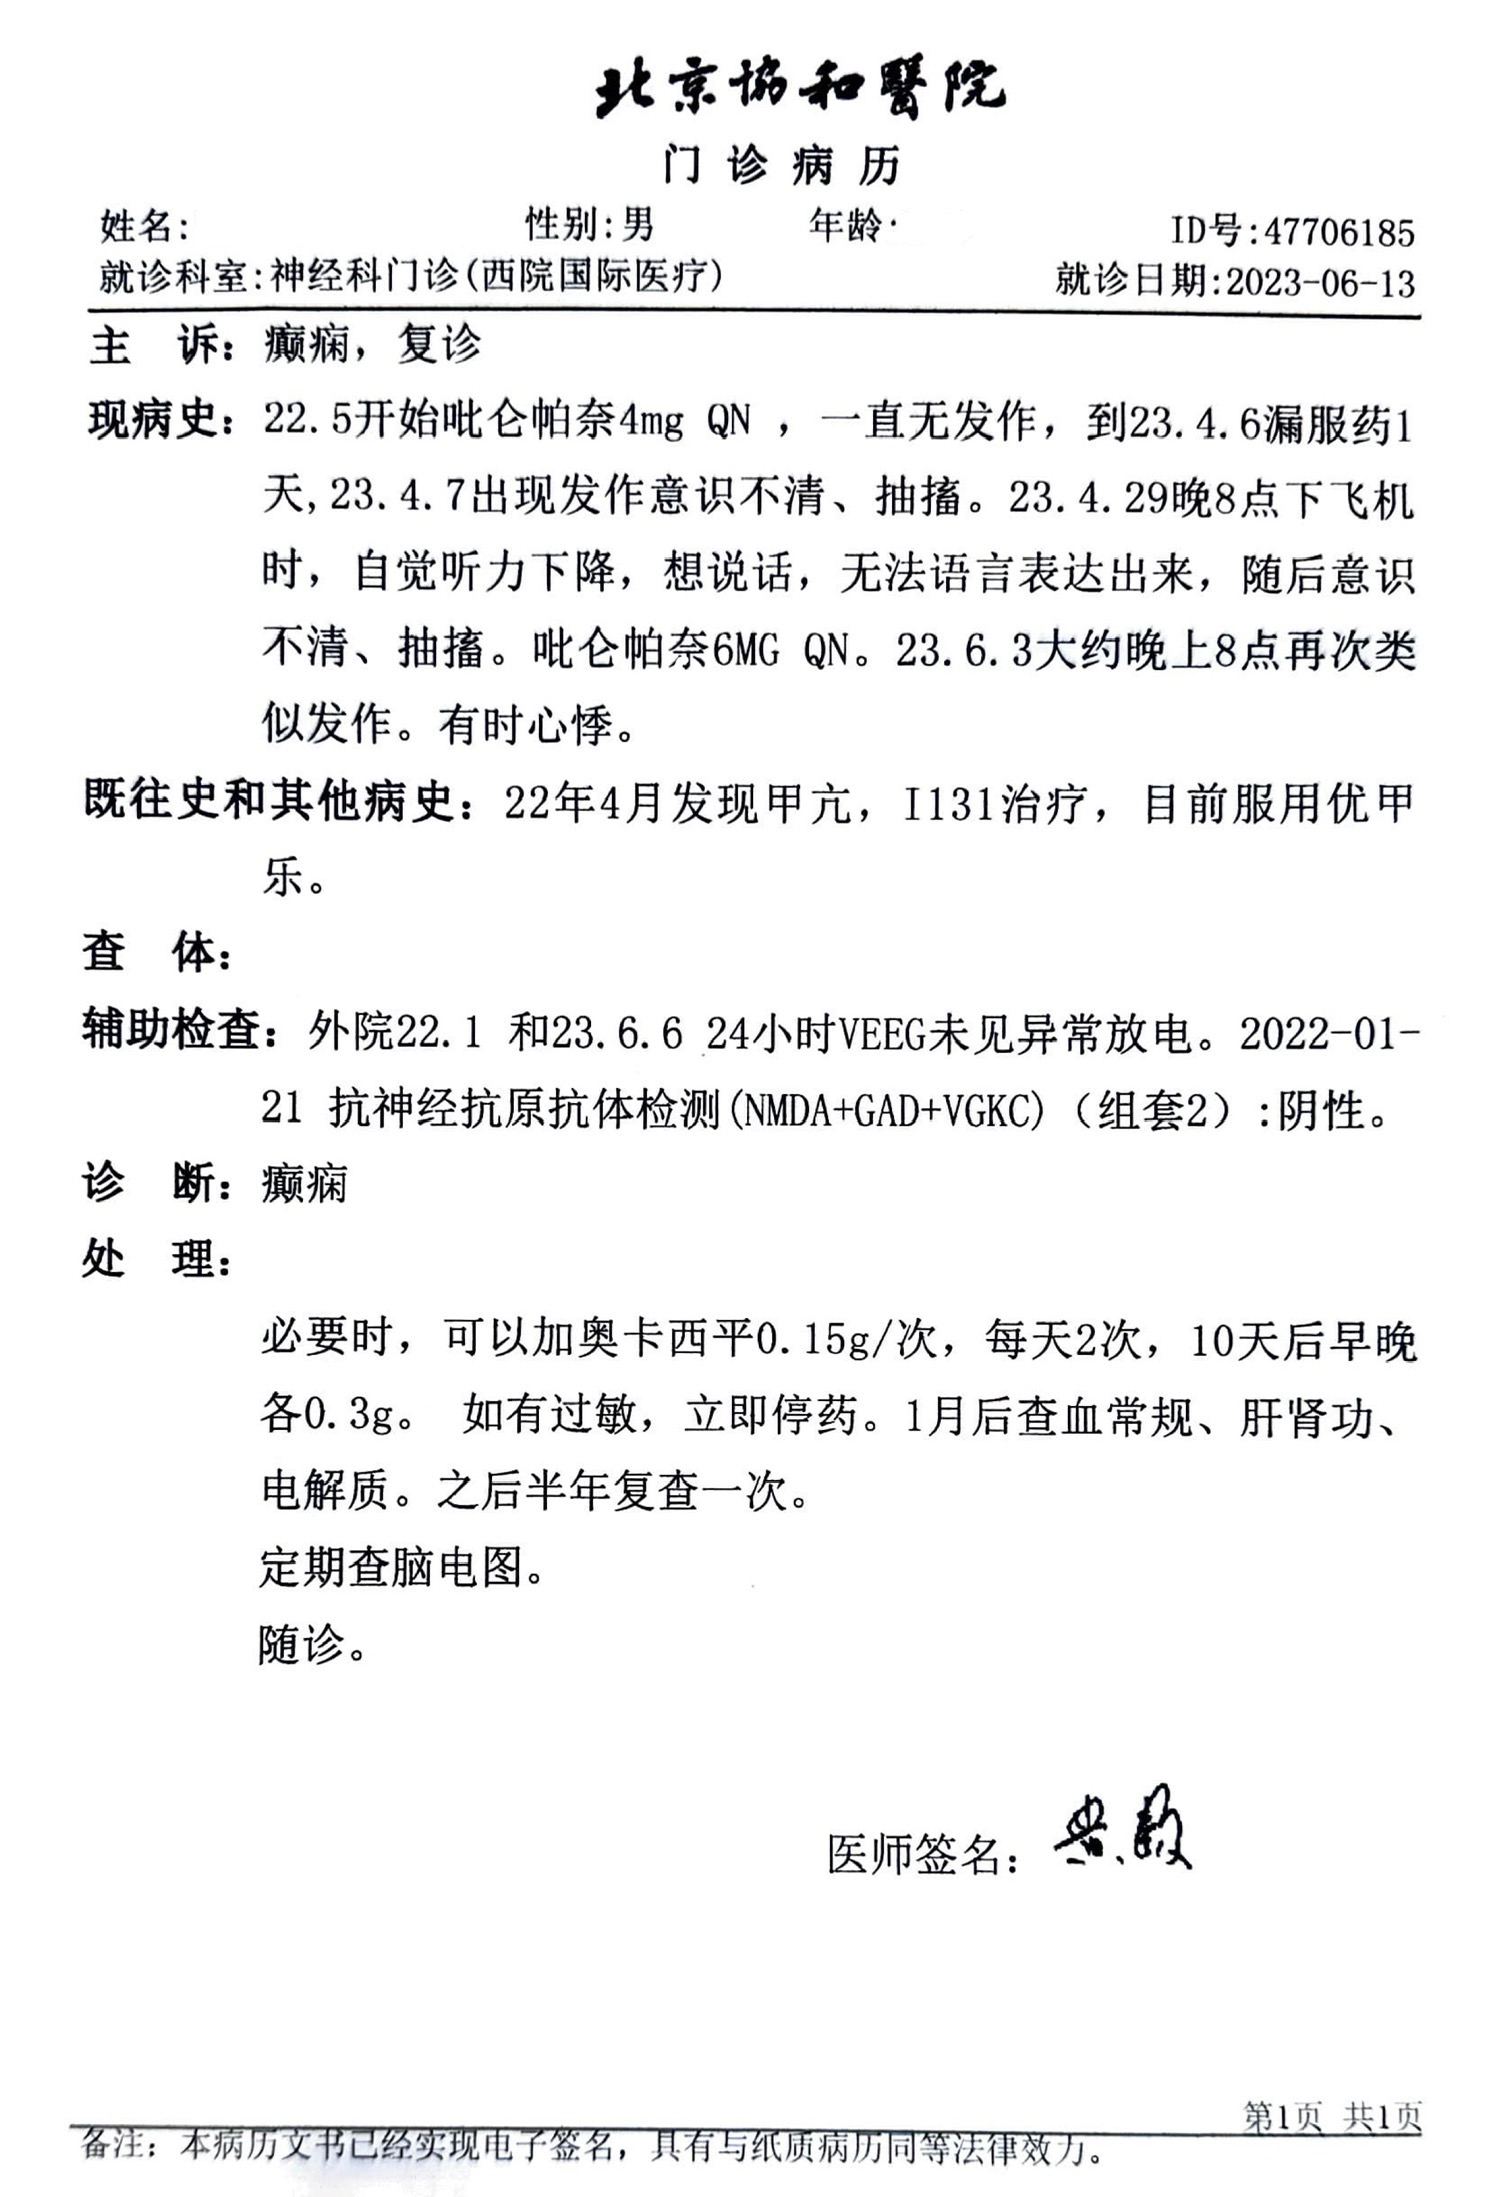 北京協和醫院
门诊病历
姓名: 性别:男 年龄· ID号:47706185
就诊科室:神经科门诊(西院国际医疗) 就诊日期:2023-06-13
主 诉: 癫痫，复诊
现病史: 22.5开始吡仑帕奈4mg QN ，一直无发作，到23.4.6漏服药1
天,23.4.7出现发作意识不清、抽搐。23.4.29晚8点下飞机
时，自觉听力下降，想说话，无法语言表达出来，随后意识
不清、抽搐。吡仑帕奈6MG QN。23.6.3大约晚上8点再次类
似发作。有时心悸。
既往史和其他病史: 22年4月发现甲亢，I131治疗，目前服用优甲
乐。
查 体:
辅助检查: 外院22.1 和23.6.6 24小时VEEG未见异常放电。2022-01-
21 抗神经抗原抗体检测(NMDA+GAD+VGKC)（组套2）:阴性。
诊 断: 癫痫
处 理:
必要时，可以加奥卡西平0.15g/次，每天2次，10天后早晚
各0.3g。 如有过敏，立即停药。1月后查血常规、肝肾功、
电解质。之后半年复查一次。
定期查脑电图。
随诊。
医师签名:
第1页 共1页
备注: 本病历文书已经实现电子签名，具有与纸质病历同等法律效力。